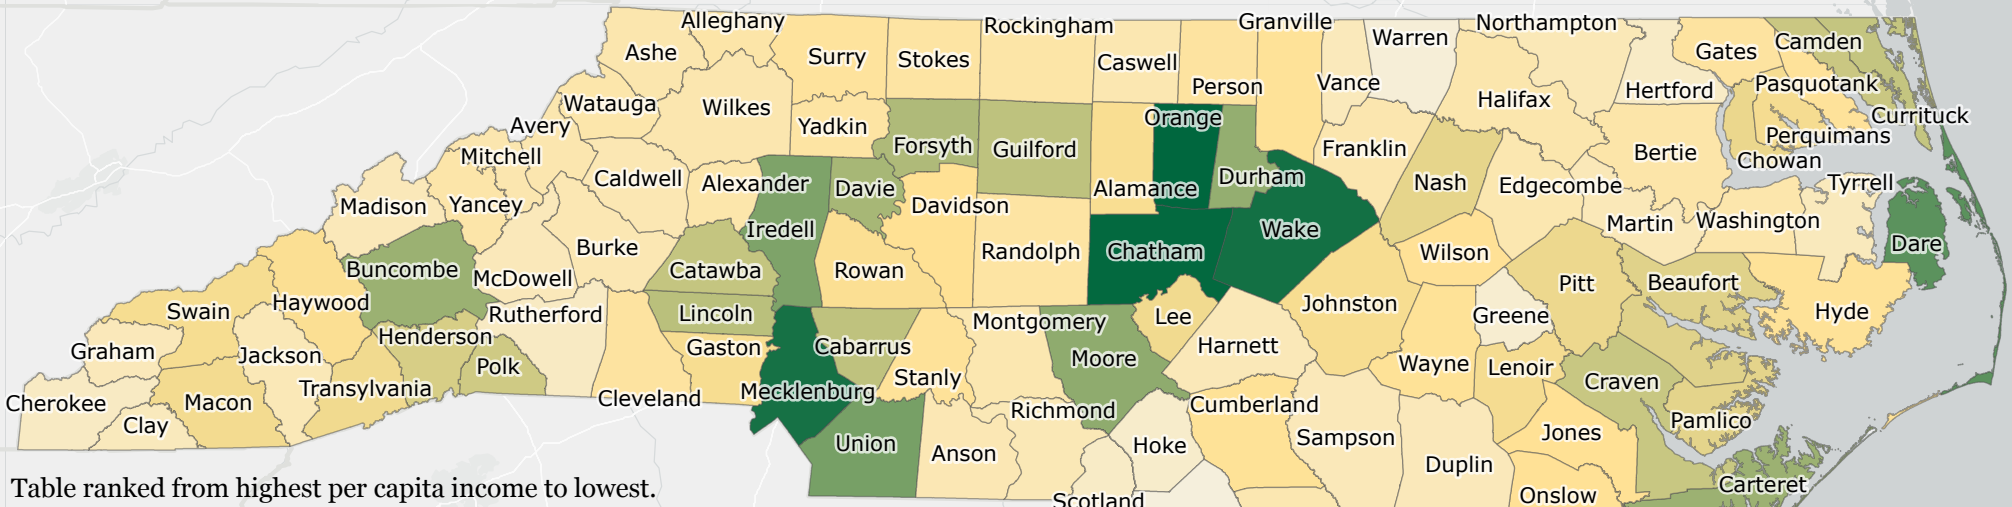 Alleghany
Rockingham
Granville
Northampton
Ashe
Surry
Stokes
Caswell
Person
Vance
Warren
Halifax
Hertford
Gates
Camden
Pasquotank
Currituck
Perquimans
Chowan
Watauga
Wilkes
Yadkin
Forsyth
Guilford
Orange
Durham
Franklin
Nash
Edgecombe
Bertie
Tyrrell
Avery
Mitchell
Caldwell
Alexander
Davie
Davidson
Alamance
Martin
Washington
Madison
Yancey
Burke
Iredell
Randolph
Chatham
Wake
Wilson
Dare
Buncombe
McDowell
Catawba
Rowan
Johnston
Pitt
Beaufort
Hyde
Swain
Haywood
Rutherford
Lincoln
Montgomery
Lee
Greene
Graham
Jackson
Henderson
Polk
Gaston
Cabarrus
Moore
Harnett
Wayne
Lenoir
Craven
Transylvania
Cleveland
Mecklenburg
Stanly
Cherokee
Clay
Macon
Richmond
Cumberland
Sampson
Jones
Pamlico
Union
Anson
Hoke
Duplin
Onslow
Carteret
Scotland
Table ranked from highest per capita income to lowest.